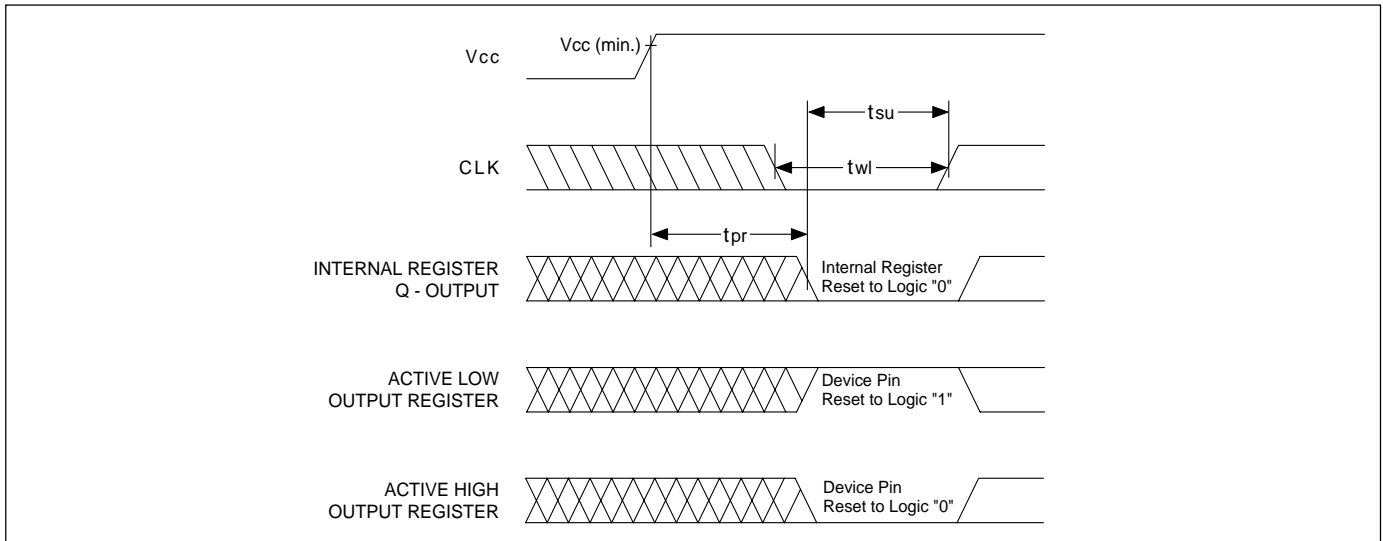 Vcc
Vcc (min.)
tsu
CLK
twl
tpr
INTERNAL REGISTER
Q - OUTPUT
Internal Register
Reset to Logic "0"
ACTIVE LOW
OUTPUT REGISTER
Device Pin
Reset to Logic "1"
ACTIVE HIGH
OUTPUT REGISTER
Device Pin
Reset to Logic "0"